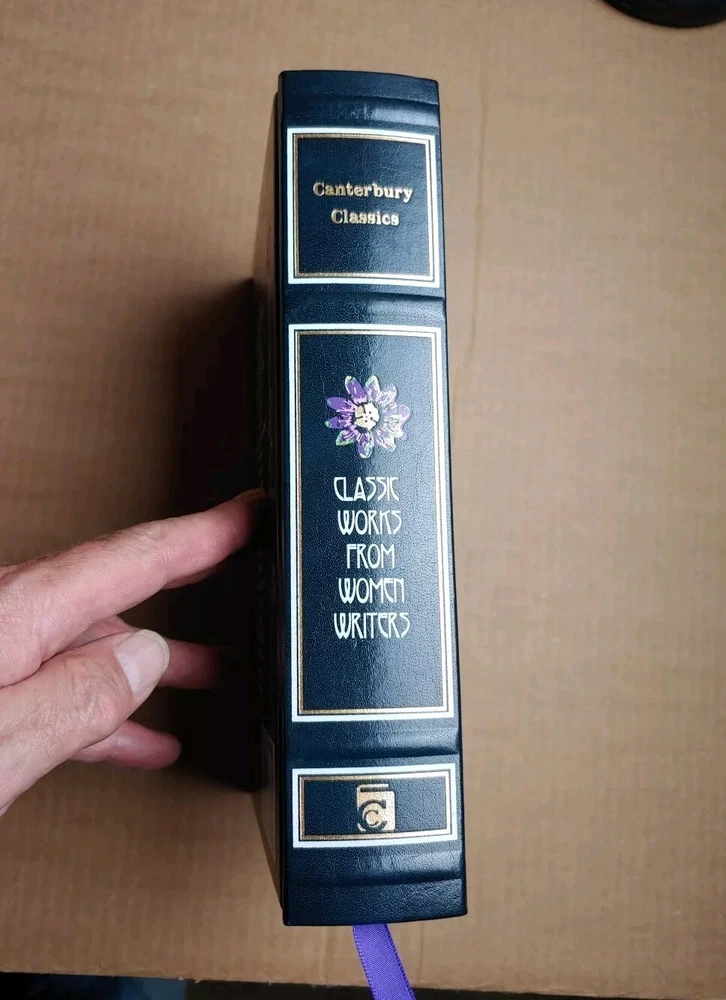 Canterbury
Classics
CLASSIC
WORKS
FROM
WOMEN
WRITERS
C